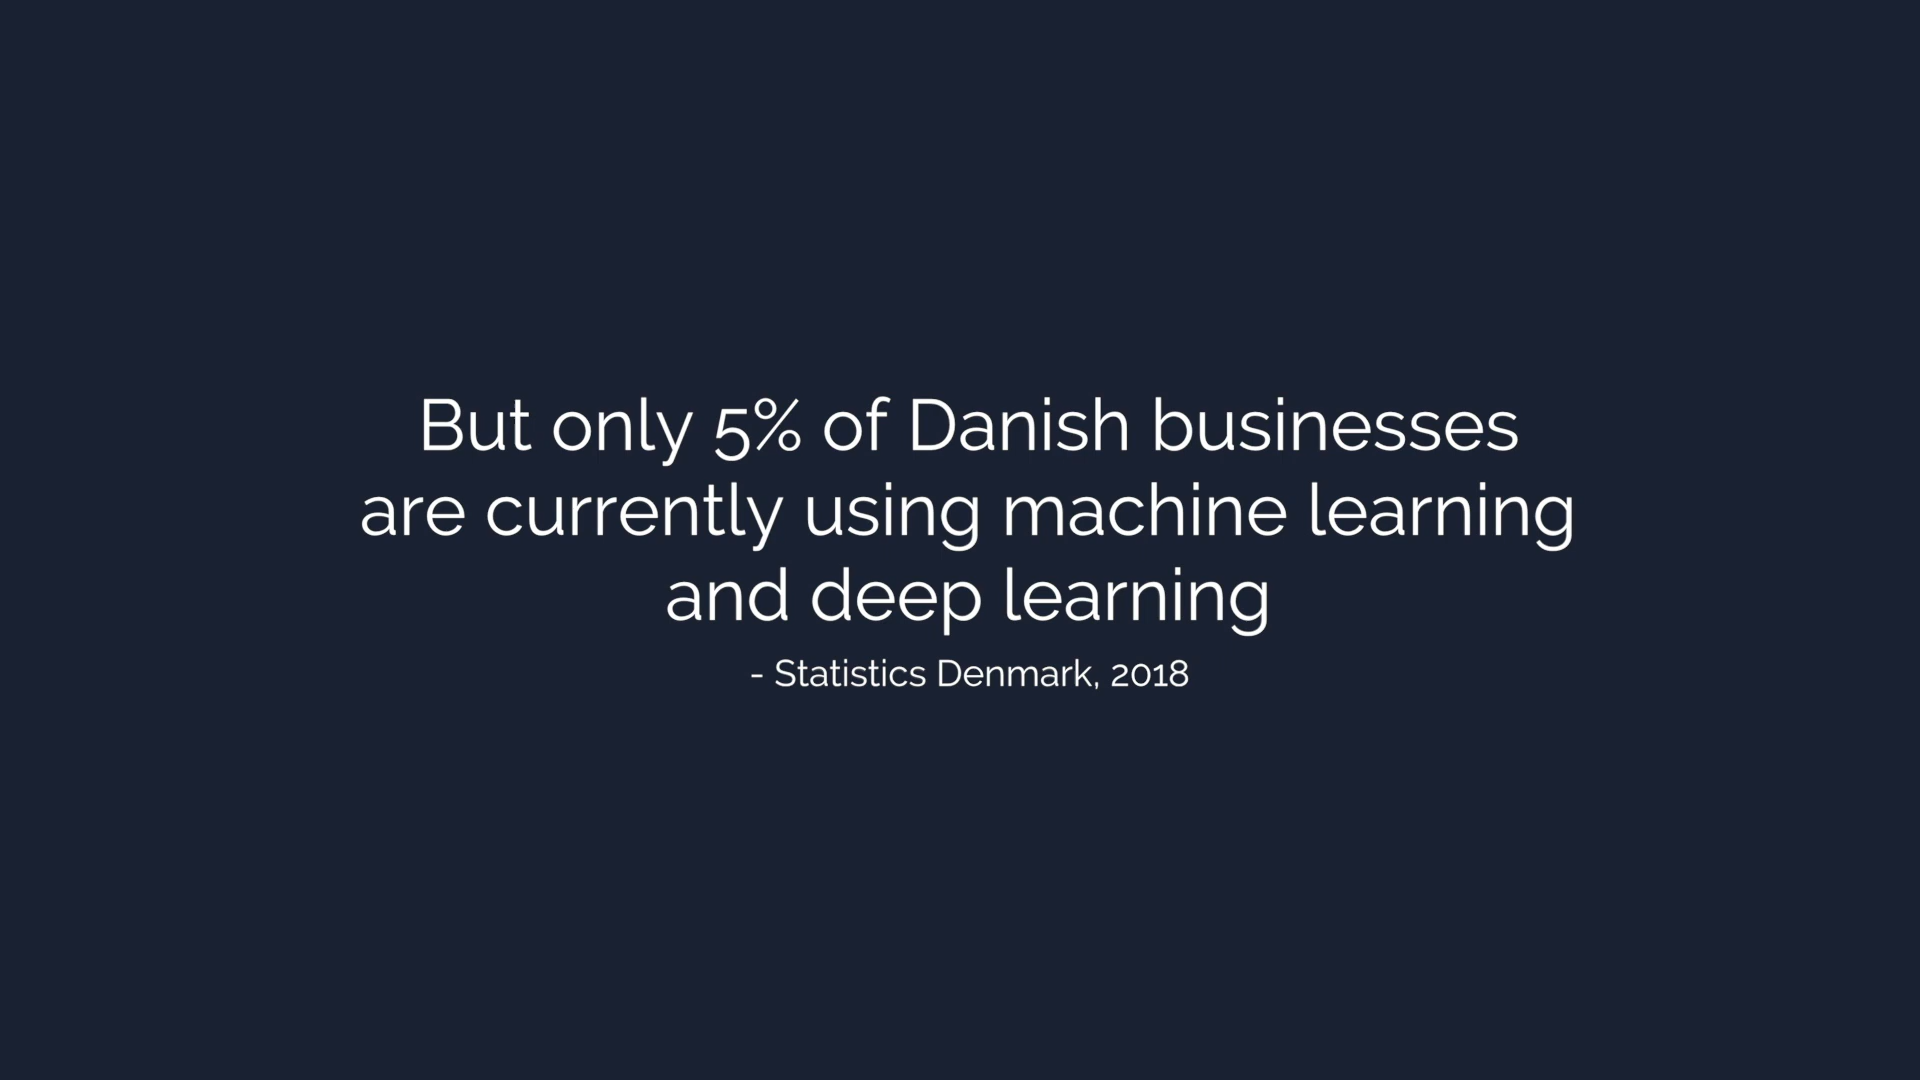 But only 5% of Danish businesses
are currently using machine learning
and deep learning
- Statistics Denmark, 2018